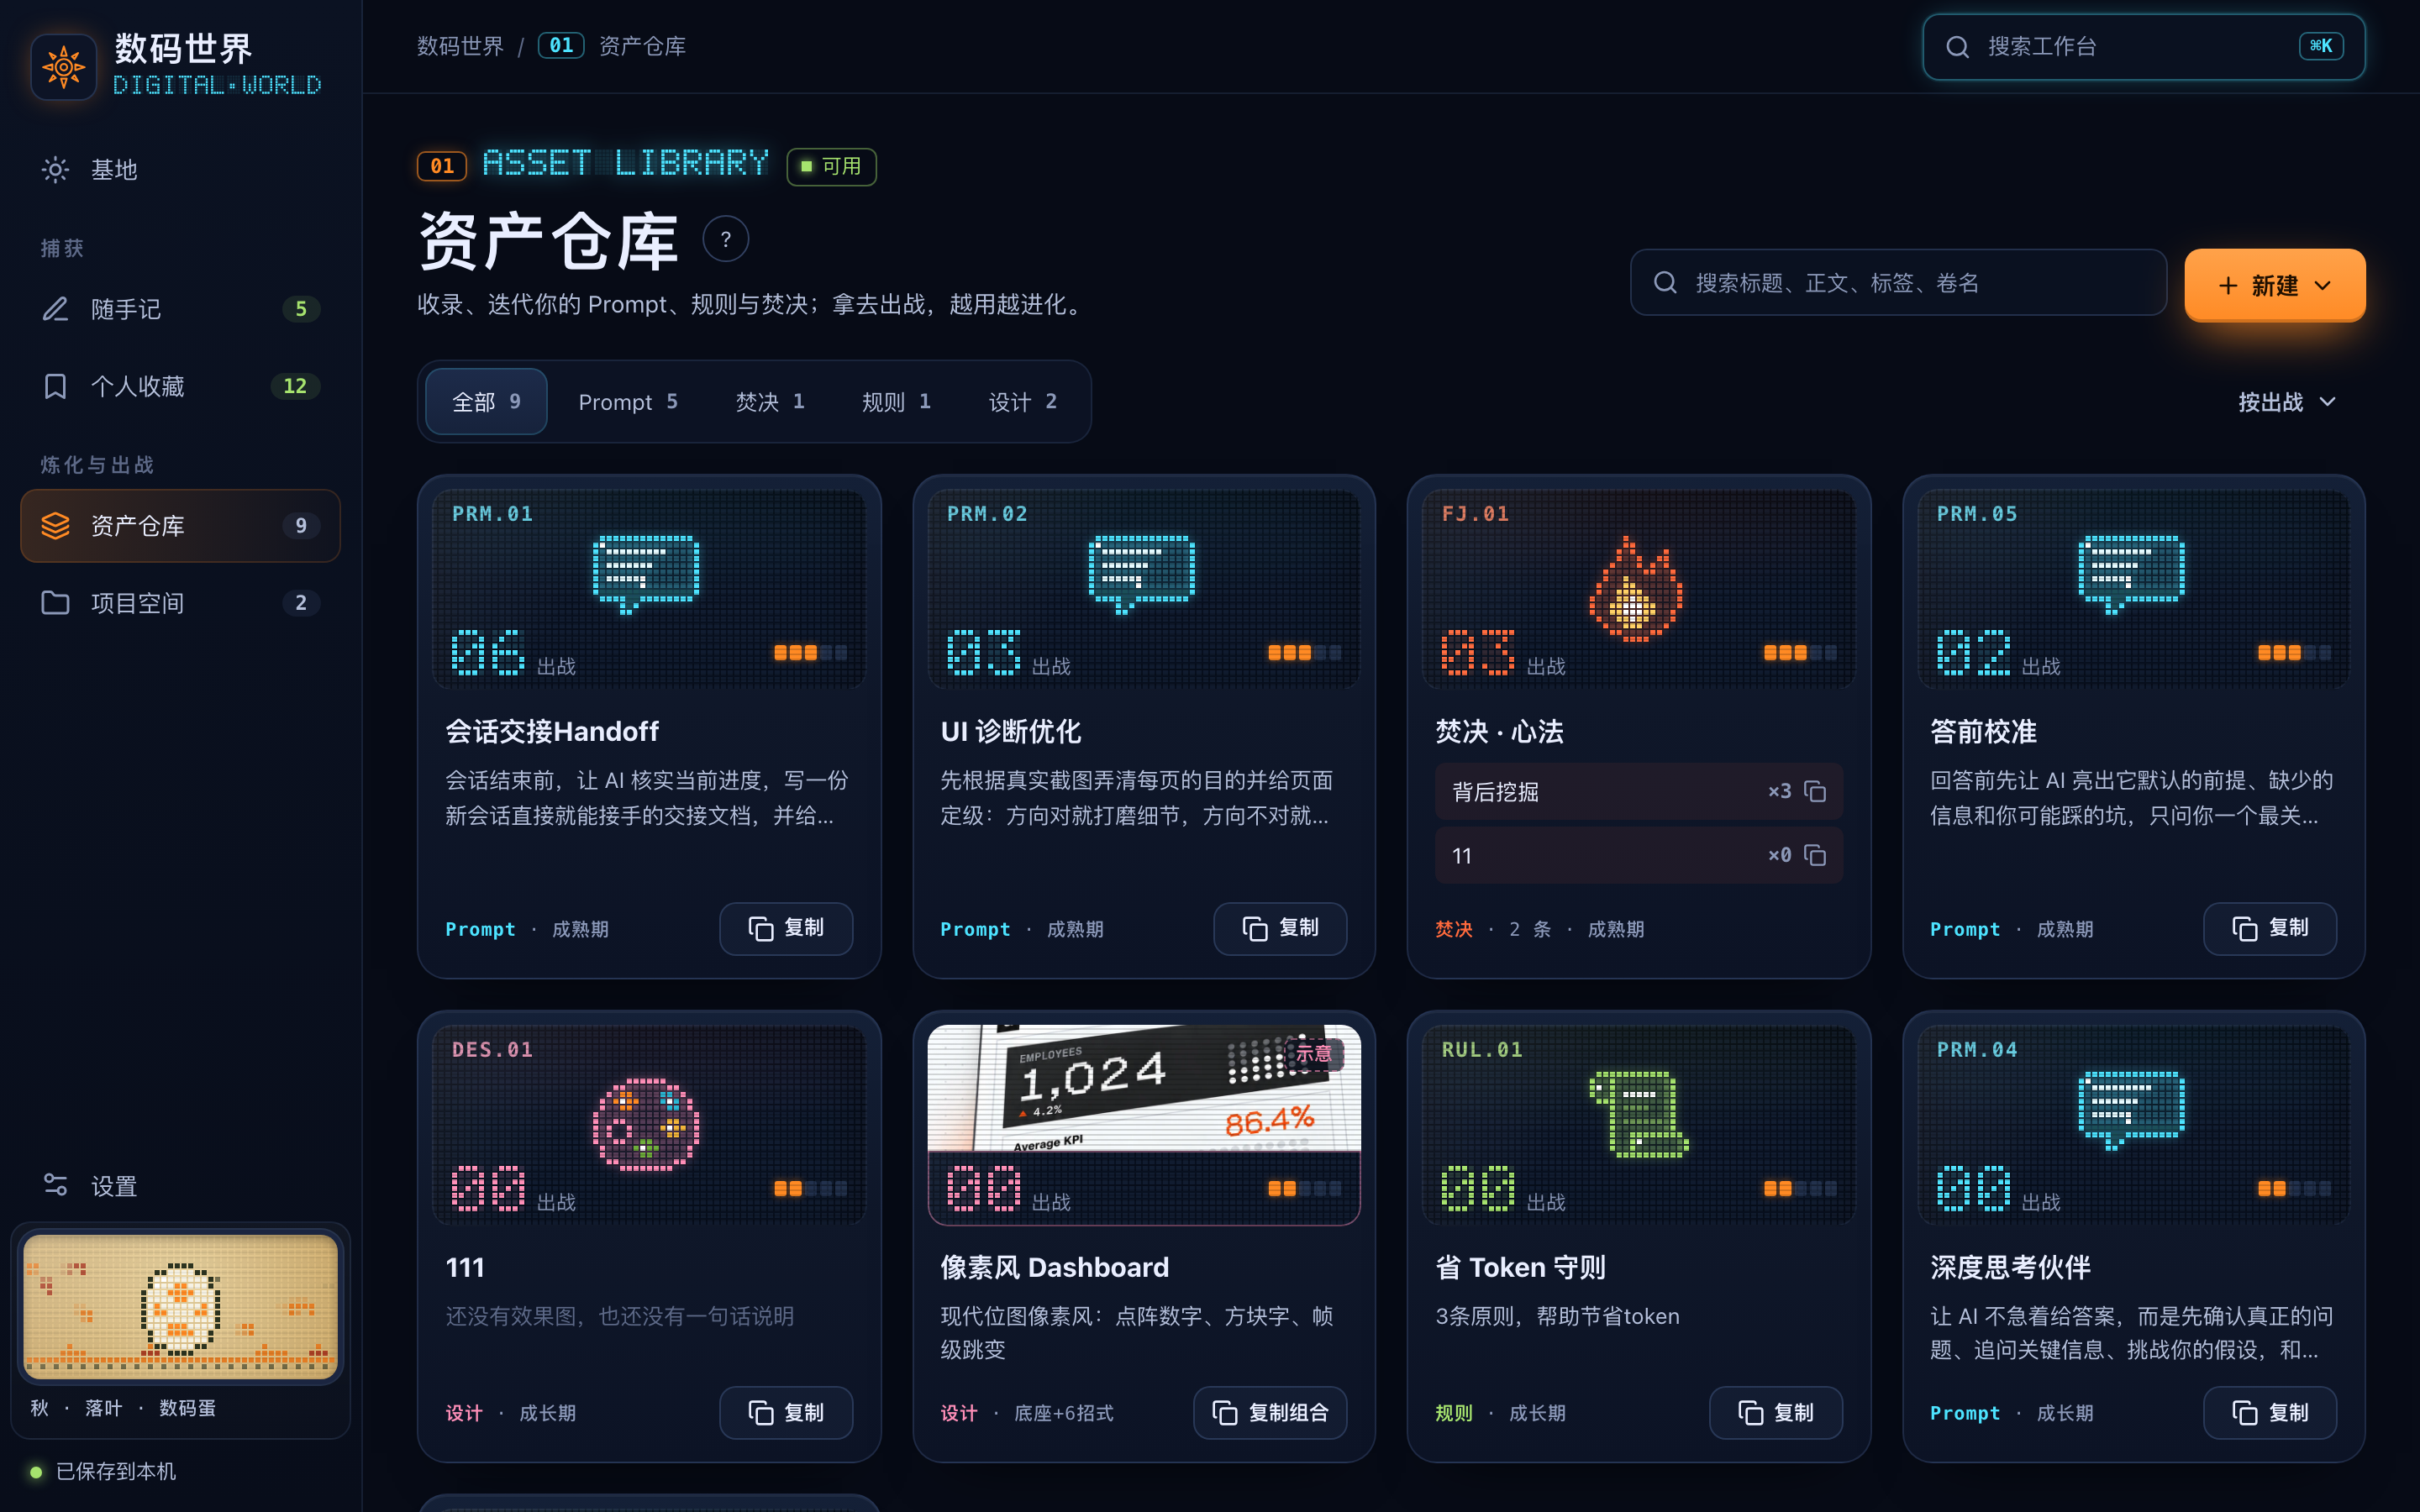 数码世界
DIGITAL·WORLD
基地
捕获
随手记 5
个人收藏 12
炼化与出战
资产仓库 9
项目空间 2
设置
秋 · 落叶 · 数码蛋
已保存到本机
数码世界 / 01 资产仓库
搜索工作台 ⌘K
01 ASSET LIBRARY 可用
资产仓库 ?
收录、迭代你的 Prompt、规则与焚决；拿去出战，越用越进化。
搜索标题、正文、标签、卷名
+ 新建
全部 9 Prompt 5 焚决 1 规则 1 设计 2
按出战
PRM.01
06 出战
会话交接Handoff
会话结束前，让 AI 核实当前进度，写一份
新会话直接就能接手的交接文档，并给...
Prompt · 成熟期 复制
PRM.02
03 出战
UI 诊断优化
先根据真实截图弄清每页的目的并给页面
定级：方向对就打磨细节，方向不对就...
Prompt · 成熟期 复制
FJ.01
03 出战
焚决 · 心法
背后挖掘 ×3
11 ×0
焚决 · 2 条 · 成熟期
PRM.05
02 出战
答前校准
回答前先让 AI 亮出它默认的前提、缺少的
信息和你可能踩的坑，只问你一个最关...
Prompt · 成熟期 复制
DES.01
00 出战
111
还没有效果图，也还没有一句话说明
设计 · 成长期 复制
EMPLOYEES
1,024
4.2%
示意
Average KPI
86.4%
00 出战
像素风 Dashboard
现代位图像素风：点阵数字、方块字、帧
级跳变
设计 · 底座+6招式 复制组合
RUL.01
00 出战
省 Token 守则
3条原则，帮助节省token
规则 · 成长期 复制
PRM.04
00 出战
深度思考伙伴
让 AI 不急着给答案，而是先确认真正的问
题、追问关键信息、挑战你的假设，和...
Prompt · 成长期 复制